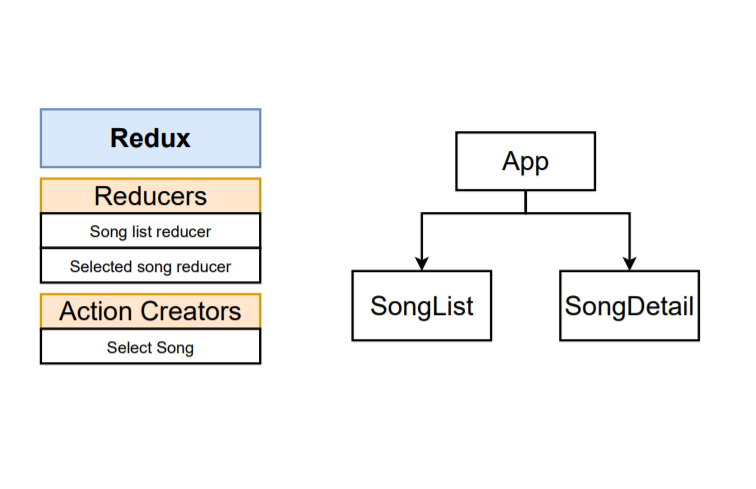 Redux
Reducers
Song list reducer
Selected song reducer
Action Creators
Select Song
App
SongList
SongDetail